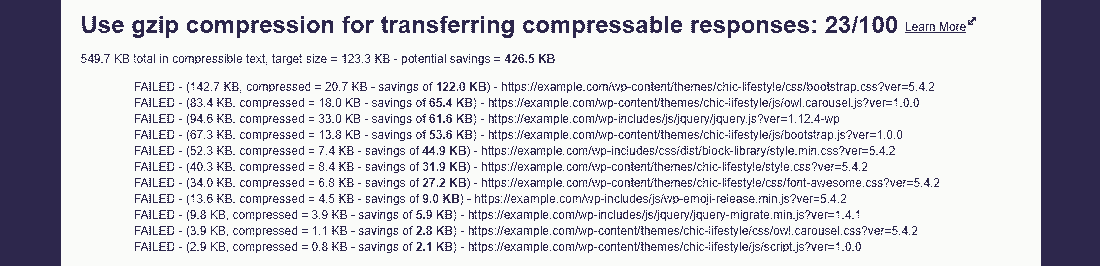 Use gzip compression for transferring compressable responses: 23/100 Learn More
549.7 KB total in compressible text, target size = 123.3 KB - potential savings = 426.5 KB
FAILED - (142.7 KB, compressed = 20.7 KB - savings of 122.0 KB) - https://example.com/wp-content/themes/chic-lifestyle/css/bootstrap.css?ver=5.4.2
FAILED - (83.4 KB, compressed = 18.0 KB - savings of 65.4 KB) - https://example.com/wp-content/themes/chic-lifestyle/js/owl.carousel.js?ver=1.0.0
FAILED - (94.6 KB, compressed = 33.0 KB - savings of 61.6 KB) - https://example.com/wp-includes/js/jquery/jquery.js?ver=1.12.4-wp
FAILED - (67.3 KB, compressed = 13.8 KB - savings of 53.6 KB) - https://example.com/wp-content/themes/chic-lifestyle/js/bootstrap.js?ver=1.0.0
FAILED - (52.3 KB, compressed = 7.4 KB - savings of 44.9 KB) - https://example.com/wp-includes/css/dist/block-library/style.min.css?ver=5.4.2
FAILED - (40.3 KB, compressed = 8.4 KB - savings of 31.9 KB) - https://example.com/wp-content/themes/chic-lifestyle/style.css?ver=5.4.2
FAILED - (34.0 KB, compressed = 6.8 KB - savings of 27.2 KB) - https://example.com/wp-content/themes/chic-lifestyle/css/font-awesome.css?ver=5.4.2
FAILED - (13.6 KB, compressed = 4.5 KB - savings of 9.0 KB) - https://example.com/wp-includes/js/wp-emoji-release.min.js?ver=5.4.2
FAILED - (9.8 KB, compressed = 3.9 KB - savings of 5.9 KB) - https://example.com/wp-includes/js/jquery/jquery-migrate.min.js?ver=1.4.1
FAILED - (3.9 KB, compressed = 1.1 KB - savings of 2.8 KB) - https://example.com/wp-content/themes/chic-lifestyle/css/owl.carousel.css?ver=5.4.2
FAILED - (2.9 KB, compressed = 0.8 KB - savings of 2.1 KB) - https://example.com/wp-content/themes/chic-lifestyle/js/script.js?ver=1.0.0